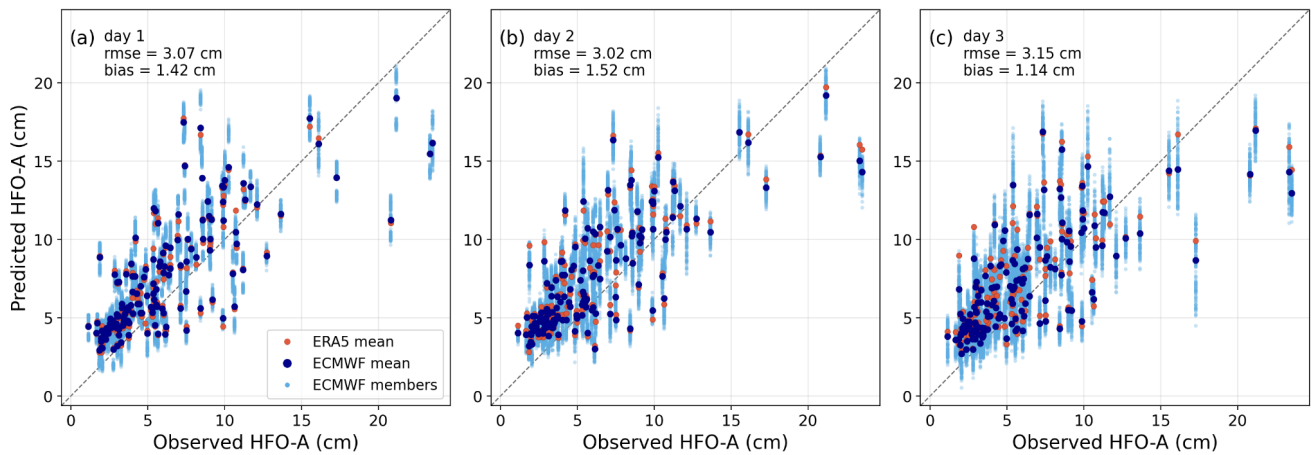 (a) day 1
rmse = 3.07 cm
bias = 1.42 cm
(b) day 2
rmse = 3.02 cm
bias = 1.52 cm
(c) day 3
rmse = 3.15 cm
bias = 1.14 cm
Predicted HFO-A (cm)
20
15
10
5
0
ERA5 mean
ECMWF mean
ECMWF members
0 5 10 15 20
0 5 10 15 20
0 5 10 15 20
Observed HFO-A (cm)
Observed HFO-A (cm)
Observed HFO-A (cm)
20
15
10
5
0
20
15
10
5
0